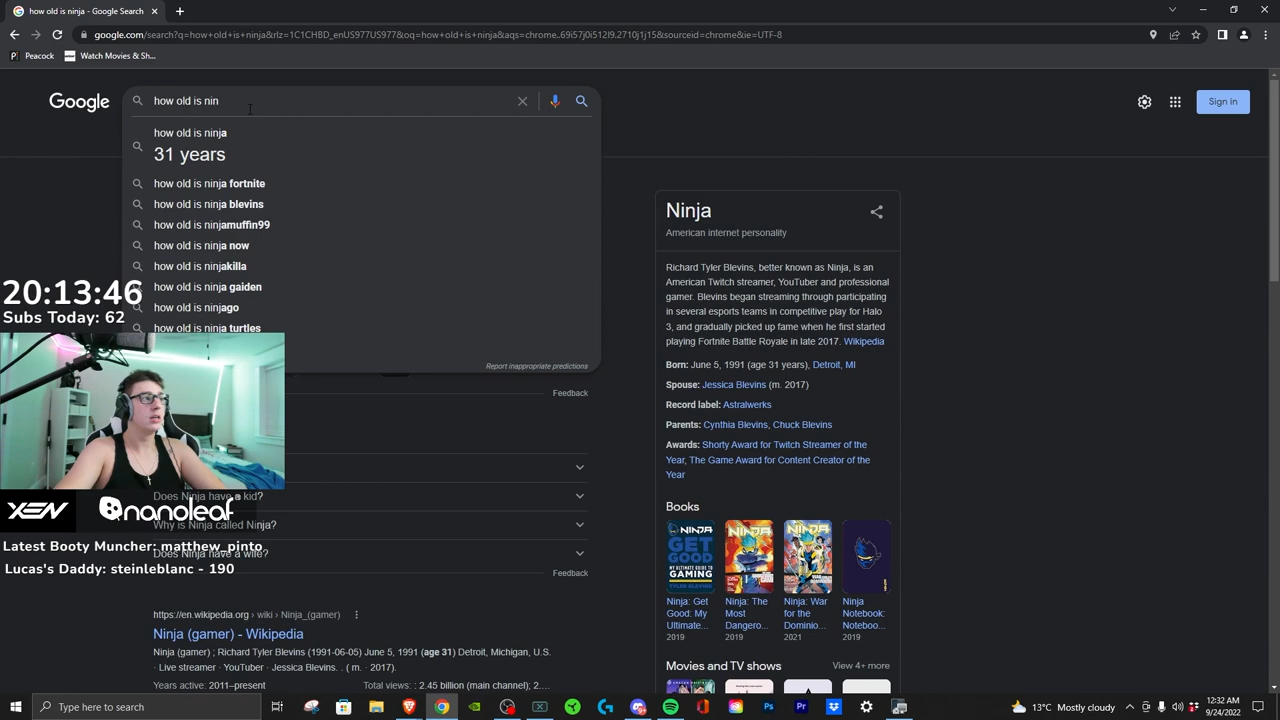 how old is ninja - Google Search
google.com/search?q=how+old+is+ninja&rlz=1C1CHBD_enUS977US977&oq=how+old+is+ninja&aqs=chrome..69i57j0i512l9.2710j1j15&sourceid=chrome&ie=UTF-8
Peacock
Watch Movies & Sh...
Google
how old is nin
Sign in
how old is ninja
31 years
how old is ninja fortnite
how old is ninja blevins
how old is ninjamuffin99
how old is ninja now
how old is ninjakilla
how old is ninja gaiden
how old is ninjago
how old is ninja turtles
Report inappropriate predictions
Feedback
20:13:46
Subs Today: 62
XEN
nanoleaf
Latest Booty Muncher: matthew_pinto
Lucas's Daddy: steinleblanc - 190
Does Ninja have a kid?
Why is Ninja called Ninja?
Does Ninja have a wife?
Feedback
https://en.wikipedia.org › wiki › Ninja_(gamer)
Ninja (gamer) - Wikipedia
Ninja (gamer) ; Richard Tyler Blevins (1991-06-05) June 5, 1991 (age 31) Detroit, Michigan, U.S.
· Live streamer · YouTuber · Jessica Blevins. . ( m. · 2017).
Years active: 2011–present
Total views: : 2.45 billion (main channel); 2....
Ninja
American internet personality
Richard Tyler Blevins, better known as Ninja, is an
American Twitch streamer, YouTuber and professional
gamer. Blevins began streaming through participating
in several esports teams in competitive play for Halo
3, and gradually picked up fame when he first started
playing Fortnite Battle Royale in late 2017. Wikipedia
Born: June 5, 1991 (age 31 years), Detroit, MI
Spouse: Jessica Blevins (m. 2017)
Record label: Astralwerks
Parents: Cynthia Blevins, Chuck Blevins
Awards: Shorty Award for Twitch Streamer of the
Year, The Game Award for Content Creator of the
Year
Books
NINJA
GET
GOOD
GAMING
NINJA
NINJA
Ninja: Get
Good: My
Ultimate...
2019
Ninja: The
Most
Dangero...
2019
Ninja: War
for the
Dominio...
2021
Ninja
Notebook:
Noteboo...
2019
Movies and TV shows
View 4+ more
Type here to search
Ps
Pr
13°C Mostly cloudy
12:32 AM
9/24/2022